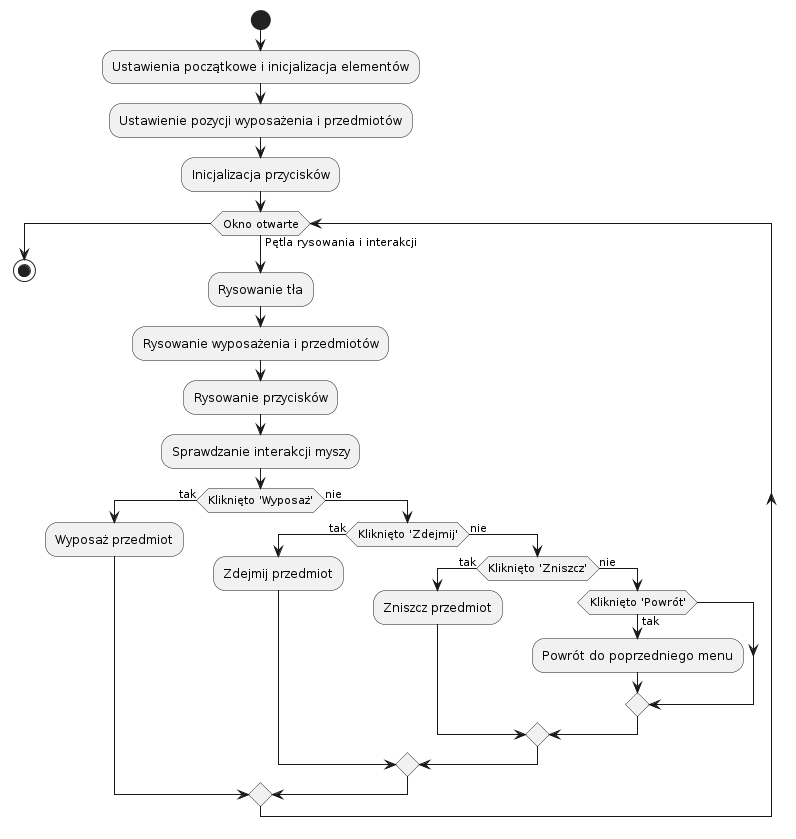 Ustawienia początkowe i inicjalizacja elementów
Ustawienie pozycji wyposażenia i przedmiotów
Inicjalizacja przycisków
Okno otwarte
Pętla rysowania i interakcji
Rysowanie tła
Rysowanie wyposażenia i przedmiotów
Rysowanie przycisków
Sprawdzanie interakcji myszy
tak
Kliknięto 'Wyposaż'
nie
Wyposaż przedmiot
tak
Kliknięto 'Zdejmij'
nie
Zdejmij przedmiot
tak
Kliknięto 'Zniszcz'
nie
Zniszcz przedmiot
Kliknięto 'Powrót'
tak
Powrót do poprzedniego menu